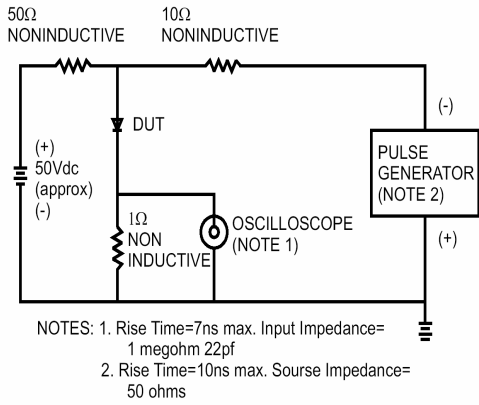 50Ω
NONINDUCTIVE
10Ω
NONINDUCTIVE
DUT
(+)
50Vdc
(approx)
(-)
1Ω
NON
INDUCTIVE
OSCILLOSCOPE
(NOTE 1)
(-)
PULSE
GENERATOR
(NOTE 2)
(+)
NOTES: 1. Rise Time=7ns max. Input Impedance=
1 megohm 22pf
2. Rise Time=10ns max. Sourse Impedance=
50 ohms